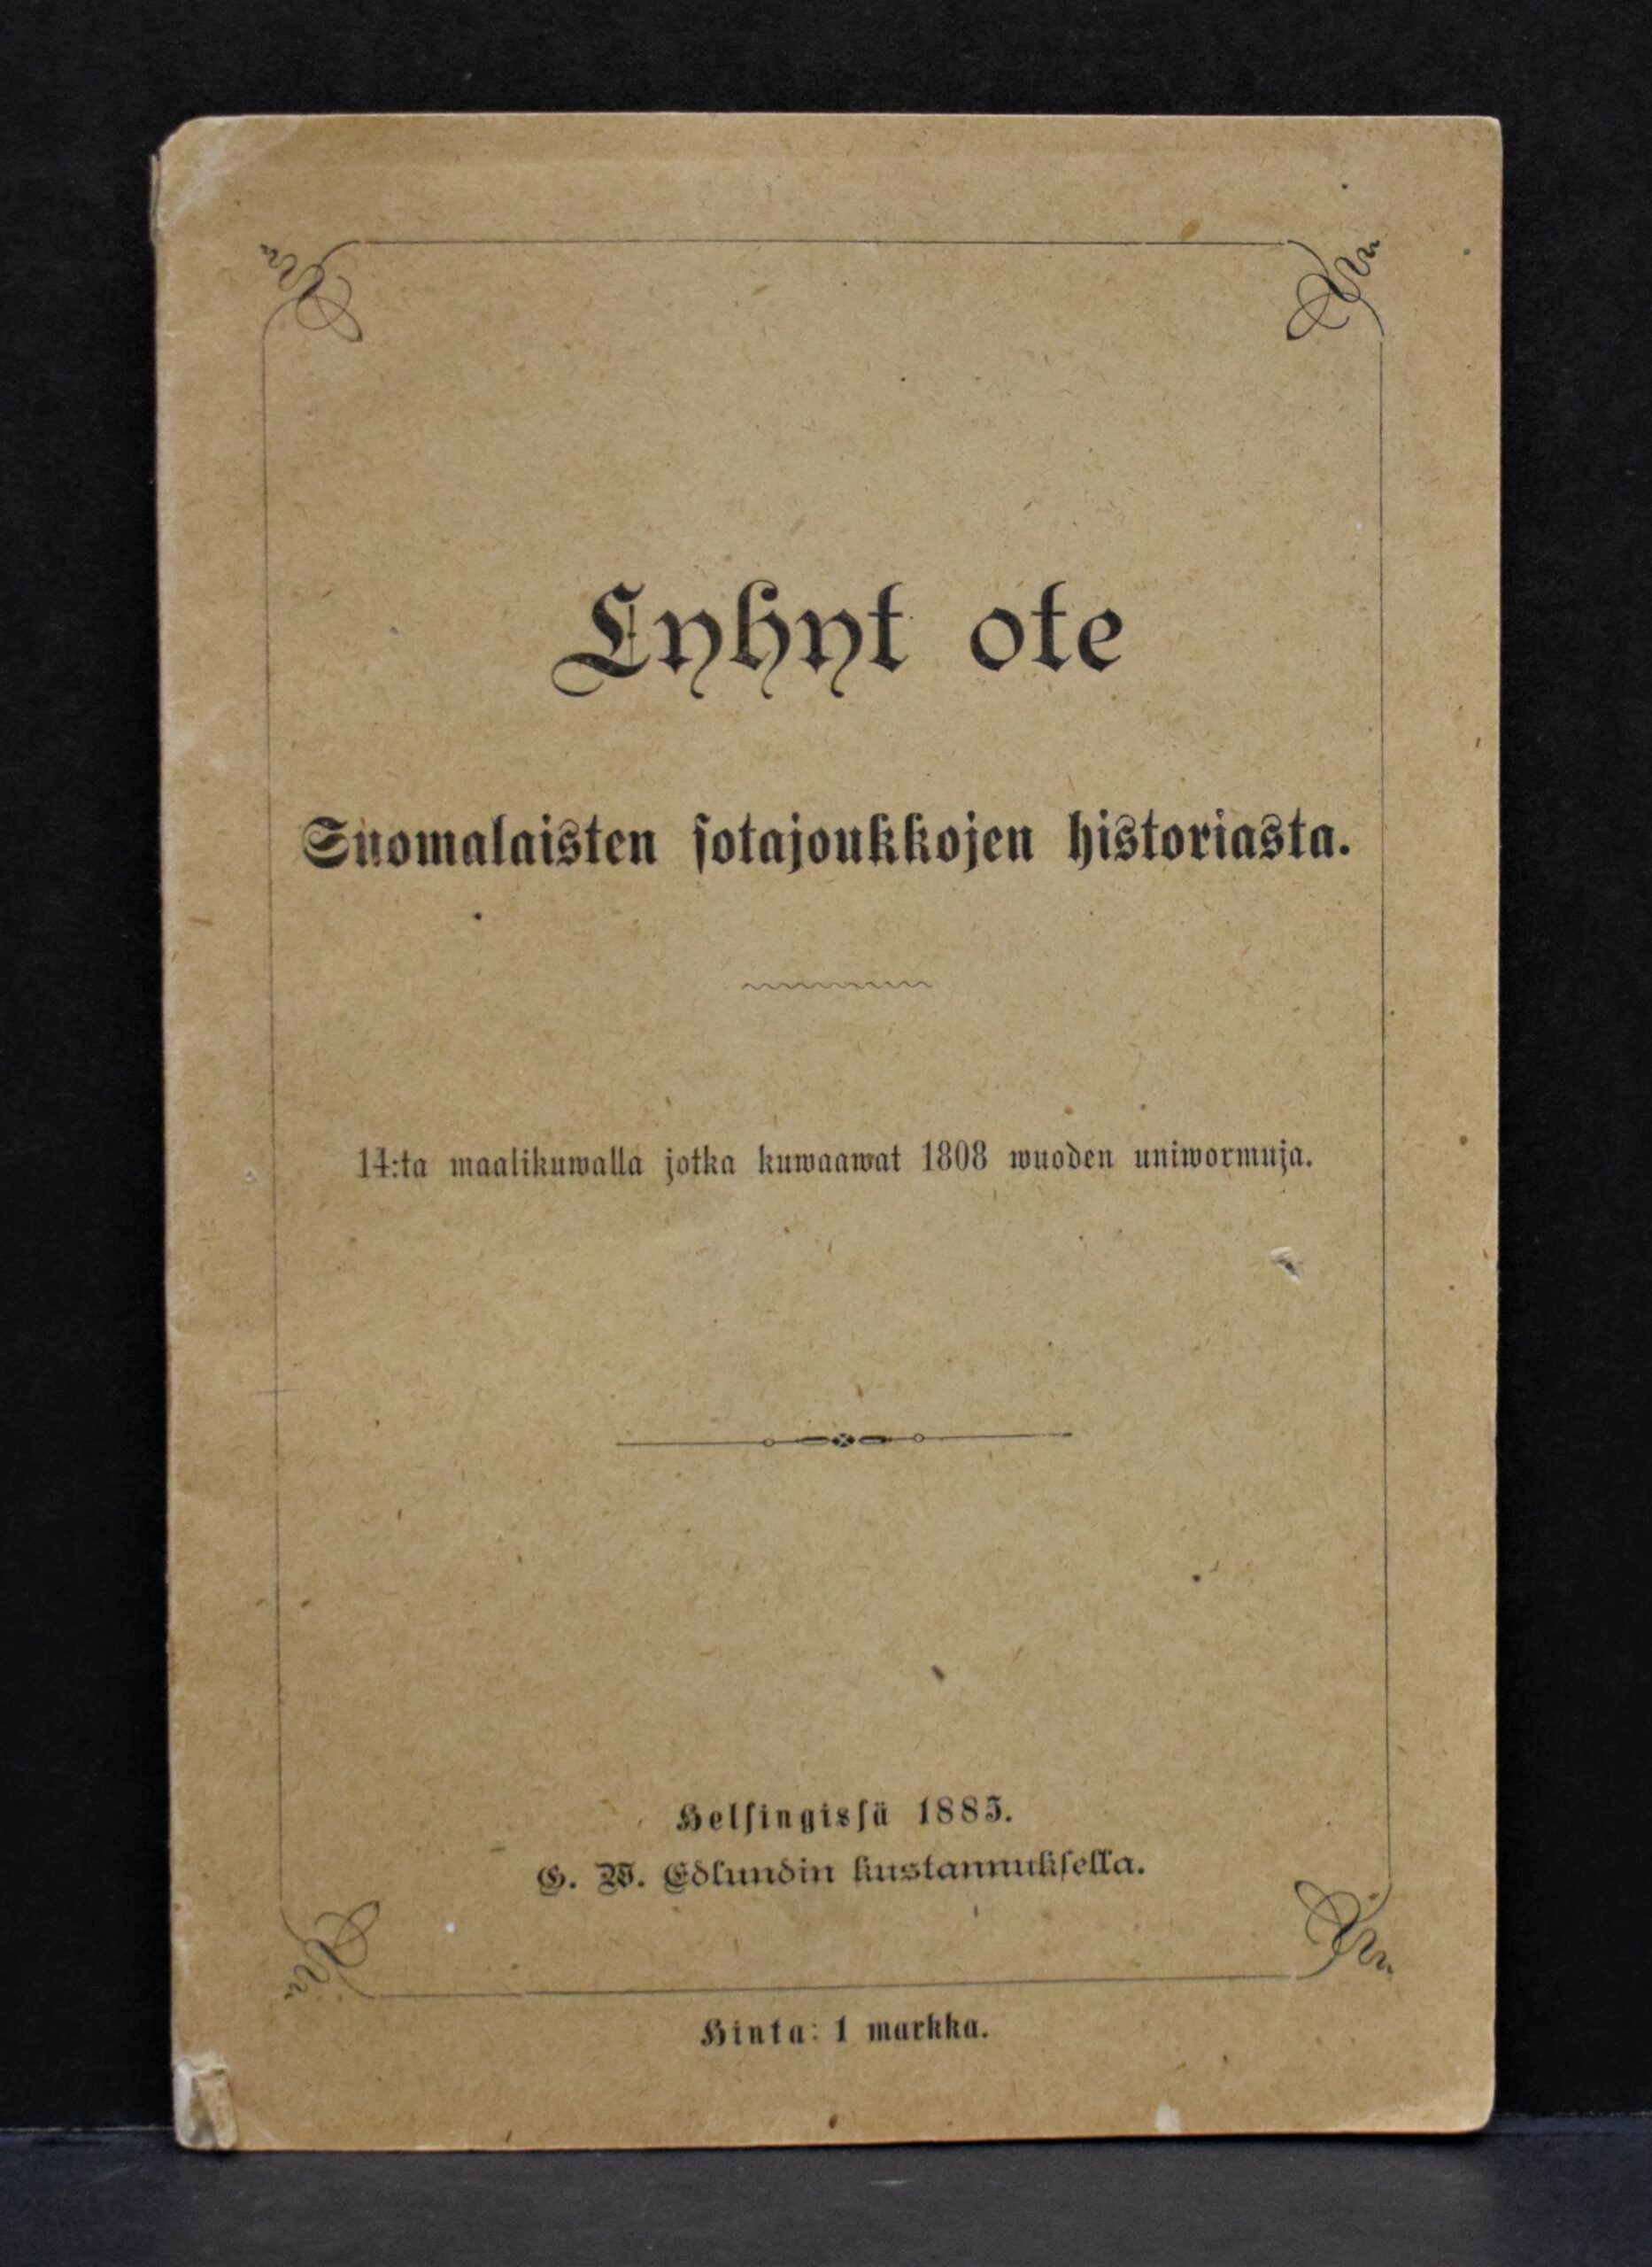 Lyhyt ote
Suomalaisten ſotajoukkojen historiasta.
14:ta maalikuwalla jotka kuwaawat 1808 wuoden uniwormuja.
Helſingisſä 1883.
G. W. Edlundin kustannukſella.
Hinta: 1 markka.